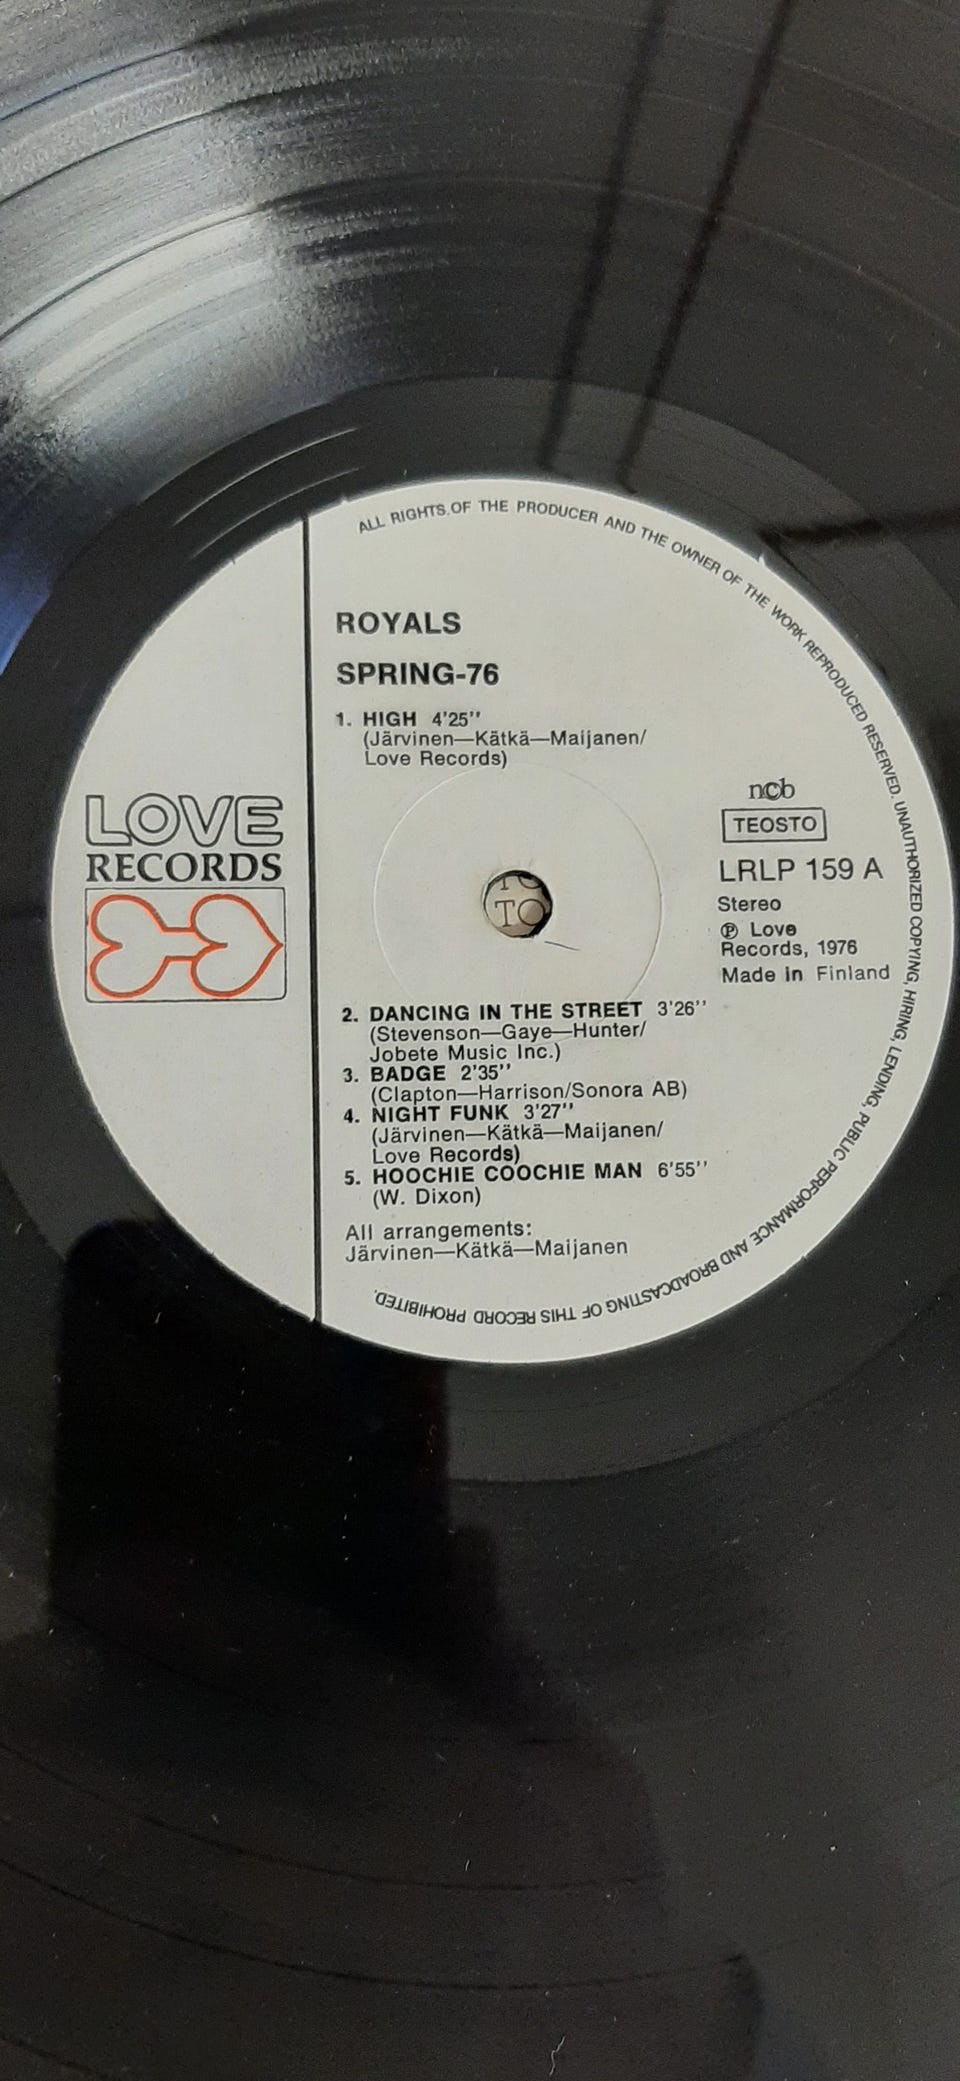 ALL RIGHTS OF THE PRODUCER AND THE OWNER OF THE WORK REPRODUCED RESERVED. UNAUTHORIZED COPYING, HIRING, LENDING, PUBLIC PERFORMANCE AND BROADCASTING OF THIS RECORD PROHIBITED.
ROYALS
SPRING-76
1. HIGH 4'25''
(Järvinen—Kätkä—Maijanen/
Love Records)
LOVE
RECORDS
ncb
TEOSTO
LRLP 159 A
Stereo
℗ Love
Records, 1976
Made in Finland
TO
2. DANCING IN THE STREET 3'26''
(Stevenson—Gaye—Hunter/
Jobete Music Inc.)
3. BADGE 2'35''
(Clapton—Harrison/Sonora AB)
4. NIGHT FUNK 3'27''
(Järvinen—Kätkä—Maijanen/
Love Records)
5. HOOCHIE COOCHIE MAN 6'55''
(W. Dixon)
All arrangements:
Järvinen—Kätkä—Maijanen